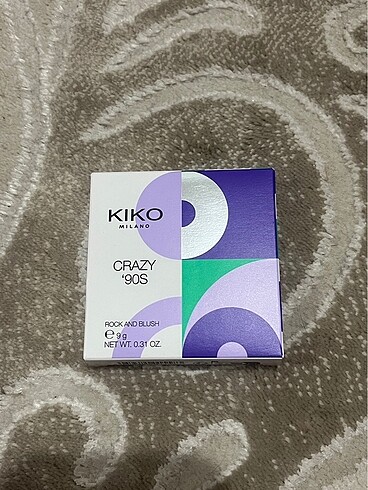 KIKO
MILANO
CRAZY
'90S
ROCK AND BLUSH
℮ 9 g
NET WT. 0.31 OZ.